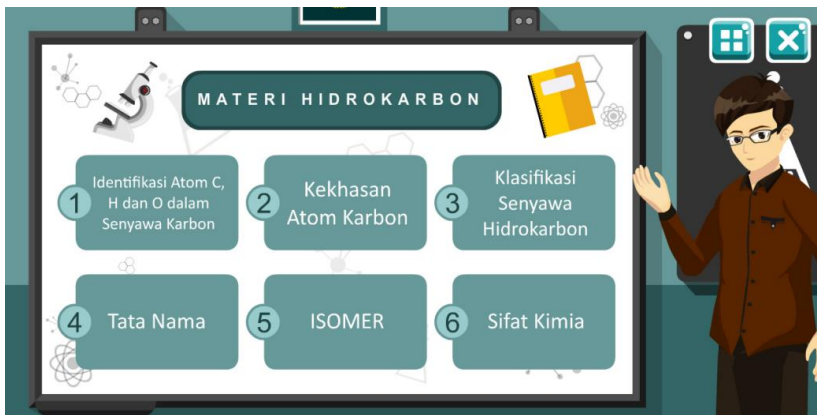 MATERI HIDROKARBON
1
Identifikasi Atom C,
H dan O dalam
Senyawa Karbon
2
Kekhasan
Atom Karbon
3
Klasifikasi
Senyawa
Hidrokarbon
4
Tata Nama
5
ISOMER
6
Sifat Kimia